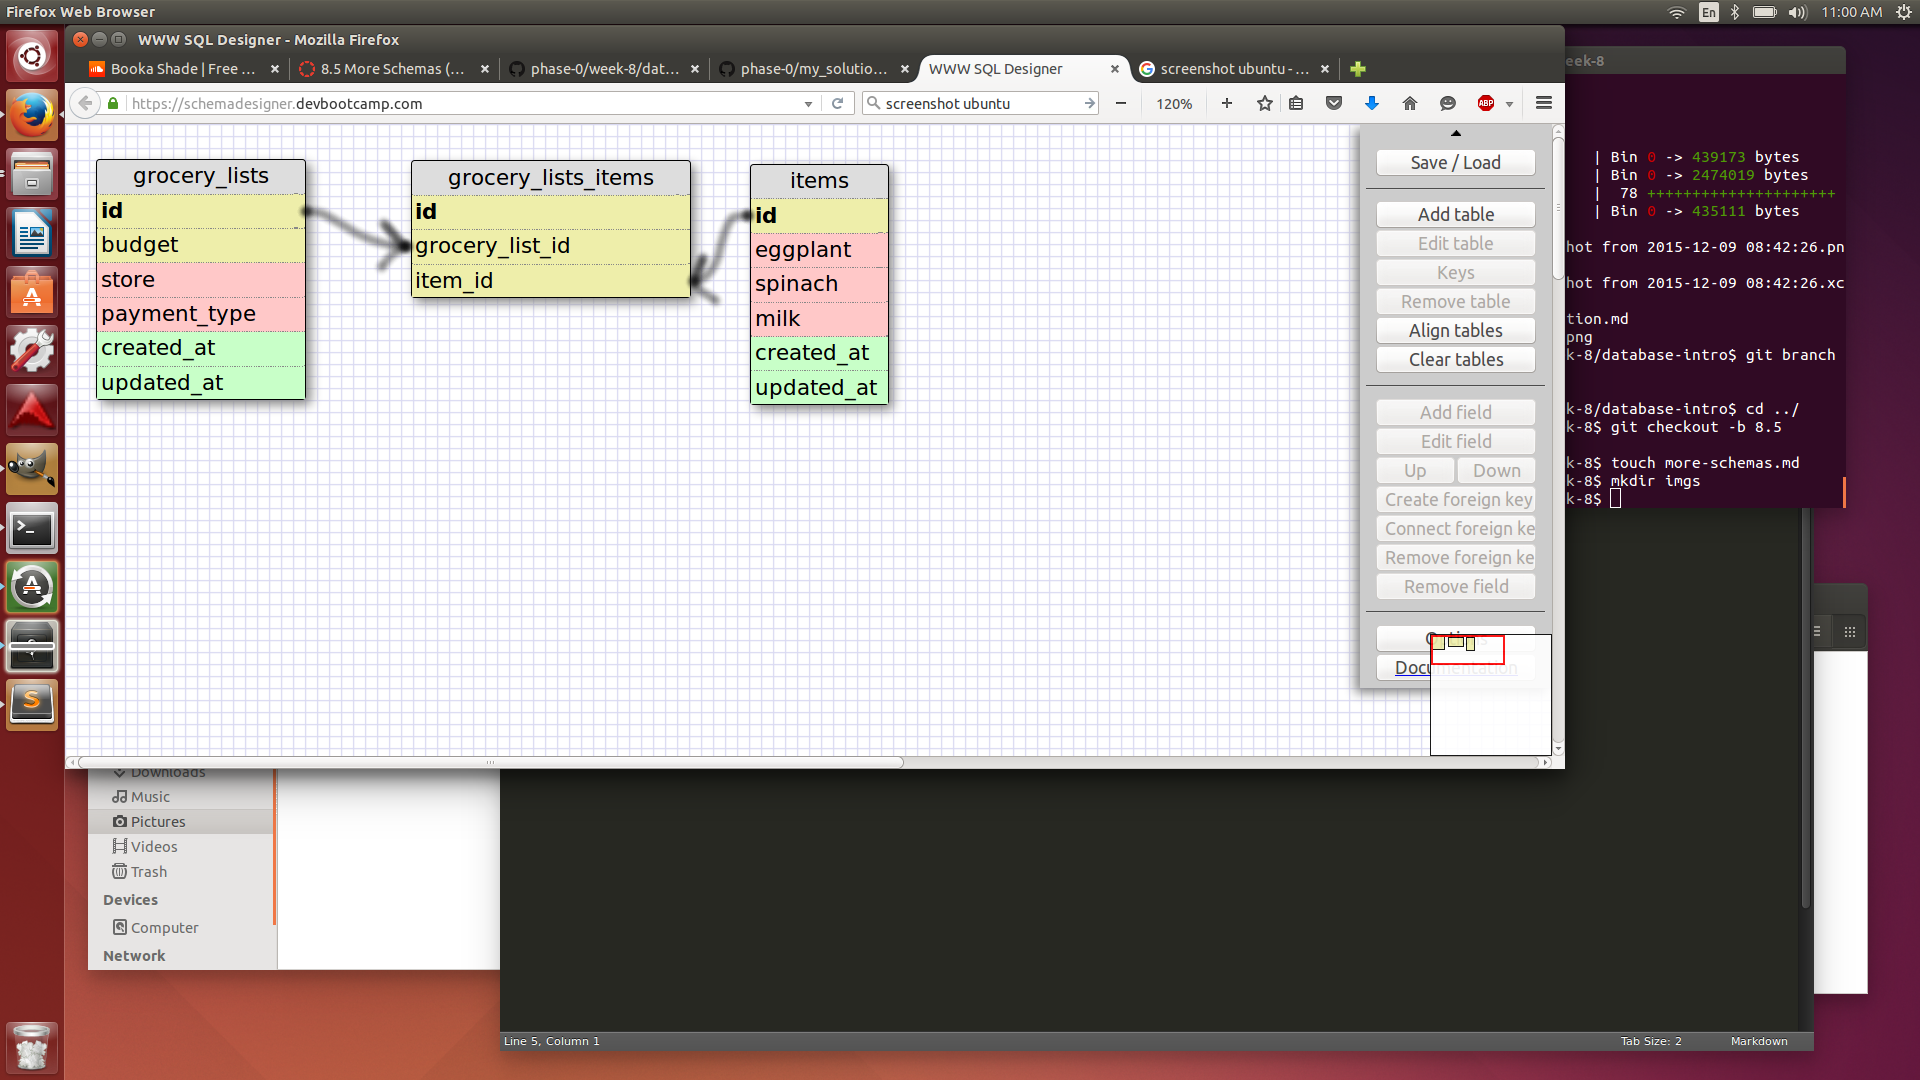 Firefox Web Browser
En
11:00 AM
WWW SQL Designer - Mozilla Firefox
Booka Shade | Free ...
8.5 More Schemas (...
phase-0/week-8/dat...
phase-0/my_solutio...
WWW SQL Designer
screenshot ubuntu - ...
https://schemadesigner.devbootcamp.com
screenshot ubuntu
120%
ABP
grocery_lists
id
budget
store
payment_type
created_at
updated_at
grocery_lists_items
id
grocery_list_id
item_id
items
id
eggplant
spinach
milk
created_at
updated_at
Save / Load
Add table
Edit table
Keys
Remove table
Align tables
Clear tables
Add field
Edit field
Up
Down
Create foreign key
Connect foreign ke
Remove foreign ke
Remove field
Documentation
eek-8
| Bin 0 -> 439173 bytes
| Bin 0 -> 2474019 bytes
| 78 +++++++++++++++++++++
| Bin 0 -> 435111 bytes
hot from 2015-12-09 08:42:26.pn
hot from 2015-12-09 08:42:26.xc
tion.md
png
k-8/database-intro$ git branch
k-8/database-intro$ cd ../
k-8$ git checkout -b 8.5
k-8$ touch more-schemas.md
k-8$ mkdir imgs
k-8$
Downloads
Music
Pictures
Videos
Trash
Devices
Computer
Network
Line 5, Column 1
Tab Size: 2
Markdown